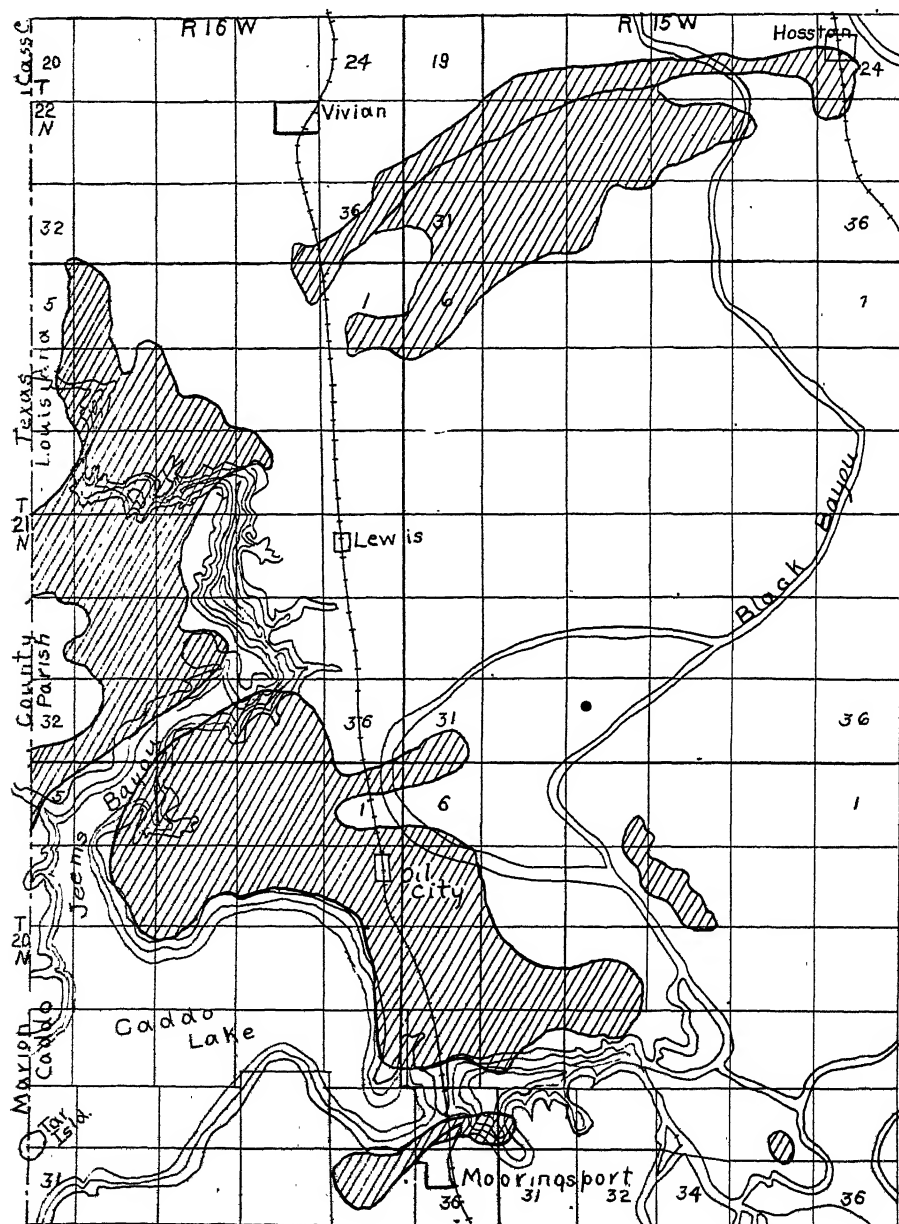 R 16 W
R 15 W
Hosston
Cass C
20
24
19
24
T
22
N
Vivian
32
36
31
36
5
1
6
1
Texas
Louisiana
T
21
N
Lewis
Black Bayou
County
Parish
32
36
31
36
5
1
6
1
Jeems Bayou
Oil
City
T
20
N
Caddo
Lake
Marion
Caddo
Tar
Isld.
31
36
31
32
34
36
Mooringsport